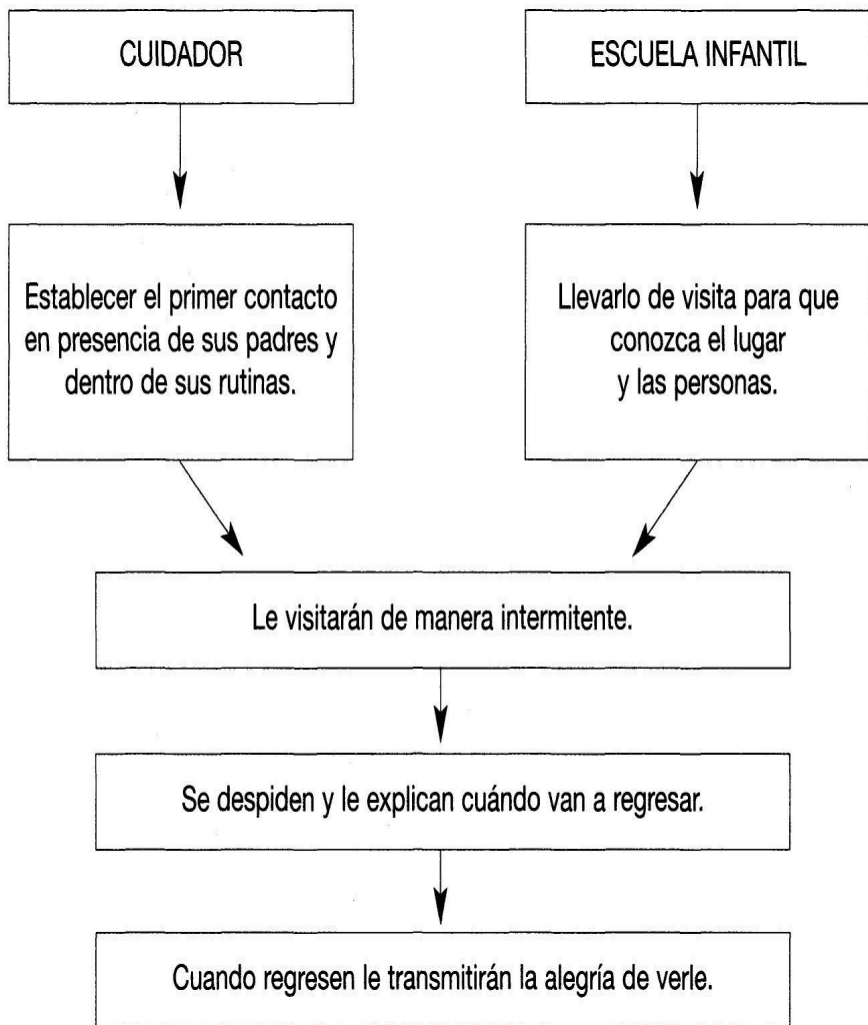 CUIDADOR
ESCUELA INFANTIL
Establecer el primer contacto
en presencia de sus padres y
dentro de sus rutinas.
Llevarlo de visita para que
conozca el lugar
y las personas.
Le visitarán de manera intermitente.
Se despiden y le explican cuándo van a regresar.
Cuando regresen le transmitirán la alegría de verle.